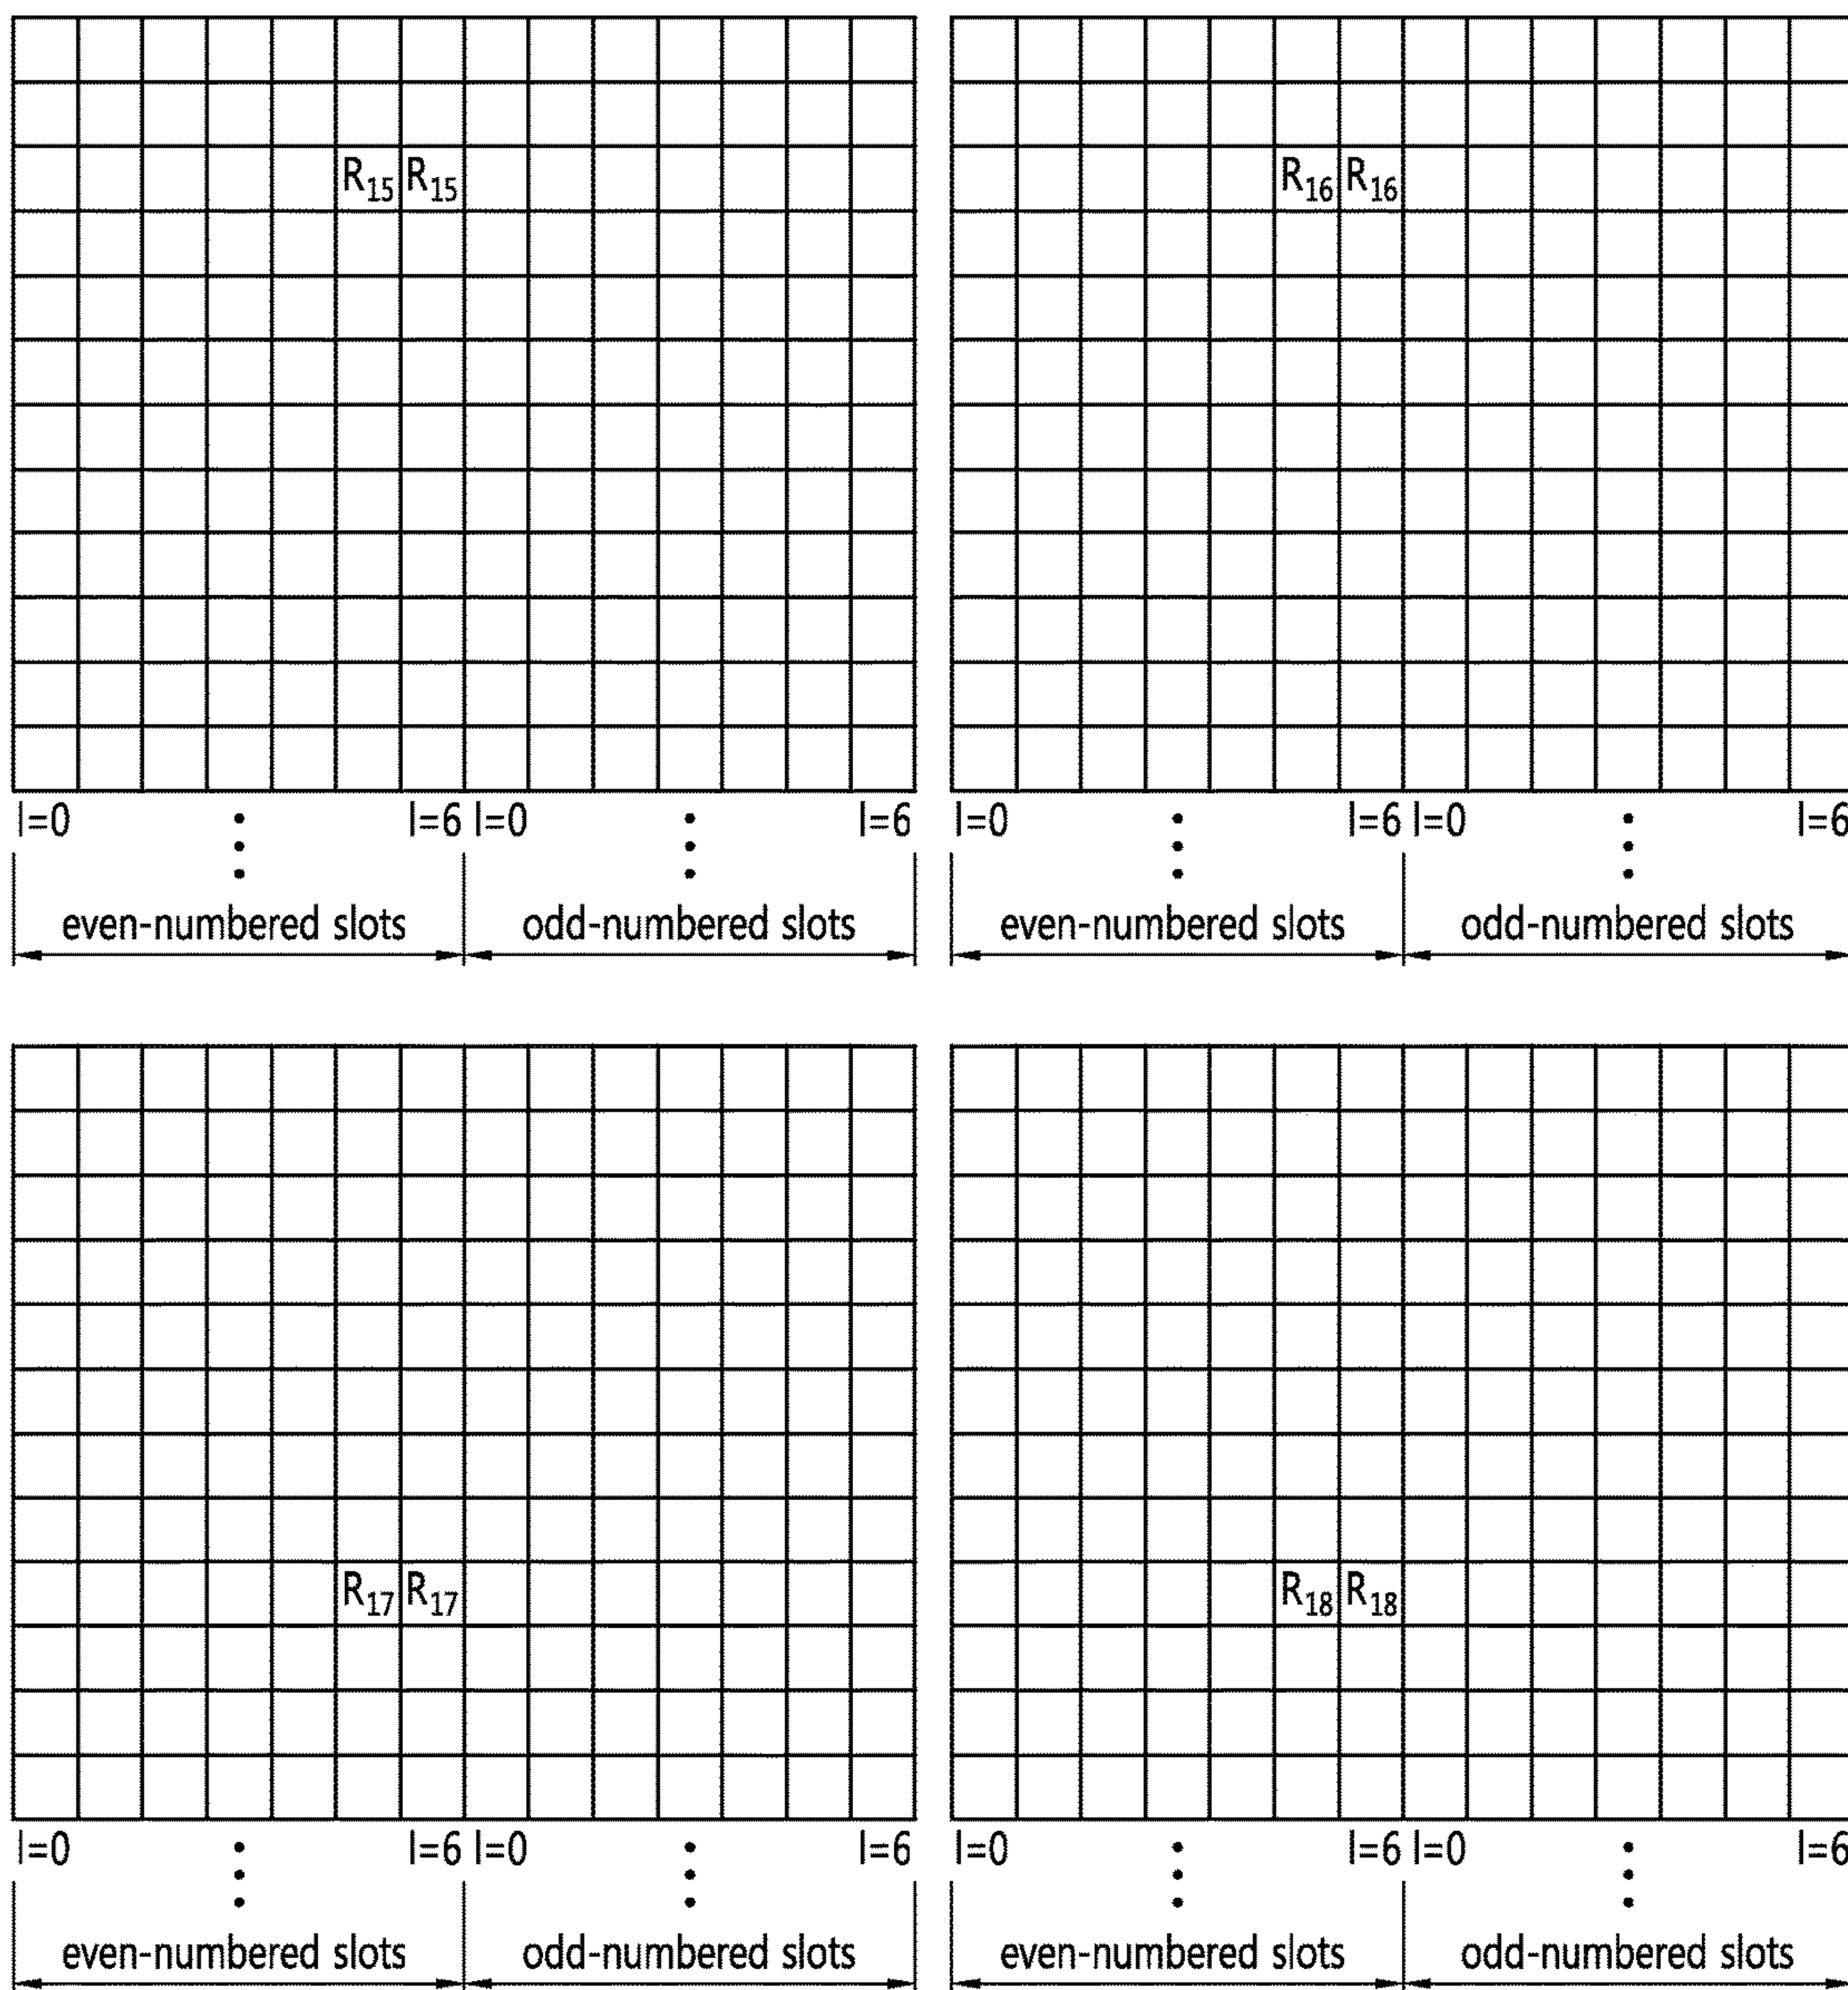 R15 R15
R16 R16
l=0 l=6 l=0 l=6
l=0 l=6 l=0 l=6
even-numbered slots odd-numbered slots
even-numbered slots odd-numbered slots
R17 R17
R18 R18
l=0 l=6 l=0 l=6
l=0 l=6 l=0 l=6
even-numbered slots odd-numbered slots
even-numbered slots odd-numbered slots